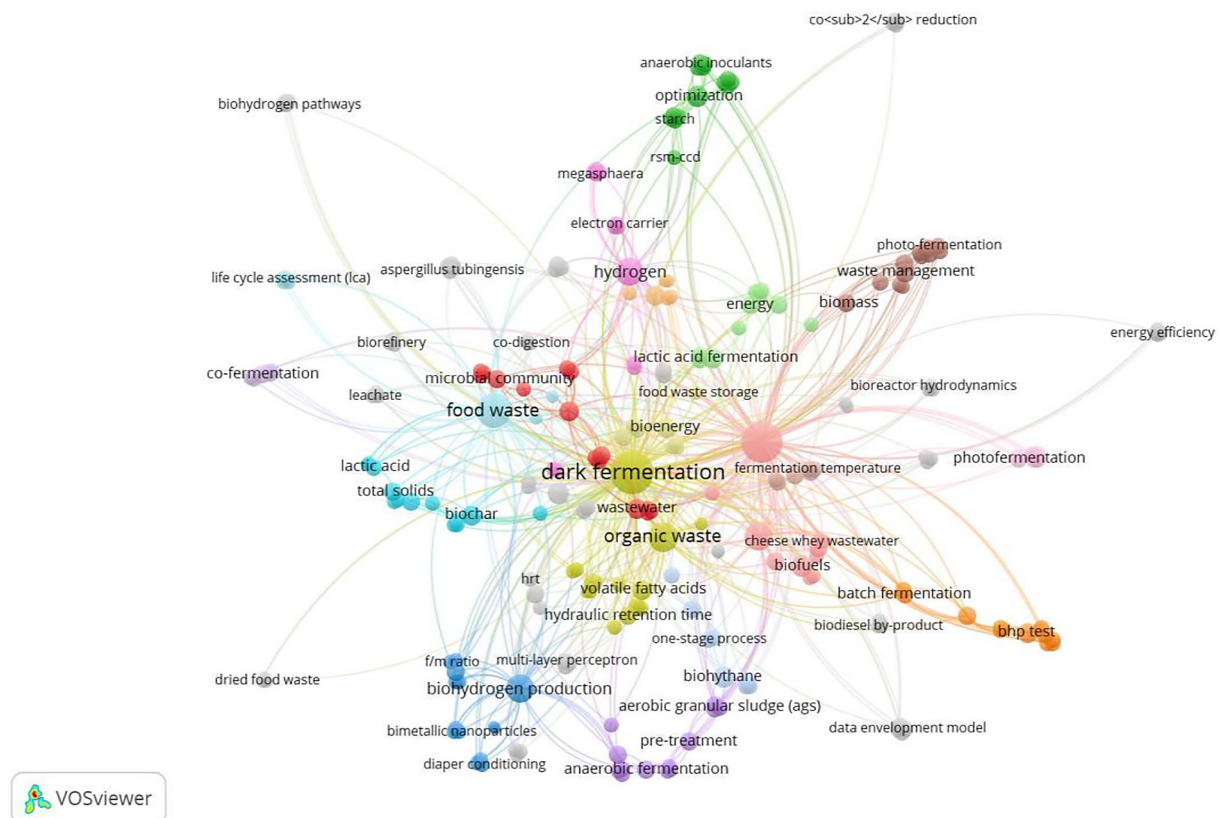 co<sub>2</sub> reduction
anaerobic inoculants
optimization
biohydrogen pathways
starch
rsm-ccd
megasphaera
electron carrier
photo-fermentation
aspergillus tubingensis
hydrogen
waste management
life cycle assessment (lca)
energy
biomass
energy efficiency
biorefinery
co-digestion
lactic acid fermentation
co-fermentation
microbial community
food waste storage
bioreactor hydrodynamics
leachate
food waste
bioenergy
lactic acid
dark fermentation
fermentation temperature
photofermentation
total solids
biochar
wastewater
organic waste
cheese whey wastewater
biofuels
hrt
volatile fatty acids
batch fermentation
hydraulic retention time
biodiesel by-product
bhp test
one-stage process
f/m ratio
multi-layer perceptron
dried food waste
biohythane
biohydrogen production
aerobic granular sludge (ags)
bimetallic nanoparticles
data envelopment model
pre-treatment
diaper conditioning
anaerobic fermentation
VOSviewer